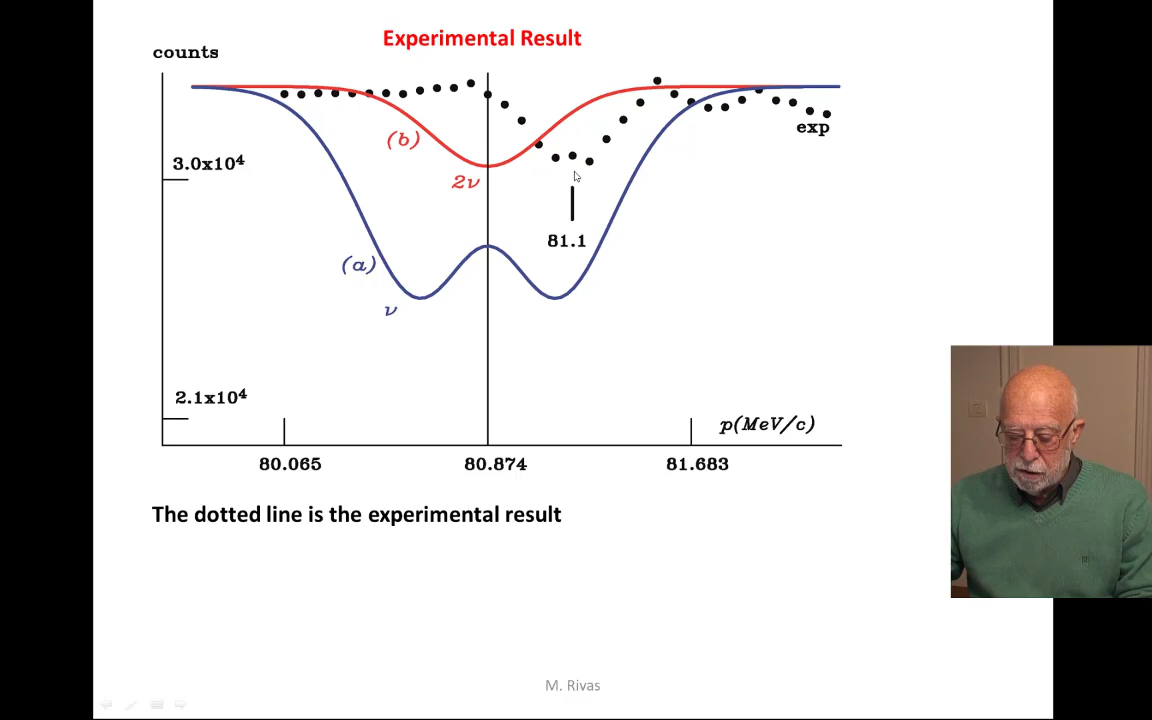 Experimental Result
counts
(b)
exp
3.0x10⁴
2ν
81.1
(a)
ν
2.1x10⁴
p(MeV/c)
80.065 80.874 81.683
The dotted line is the experimental result
M. Rivas